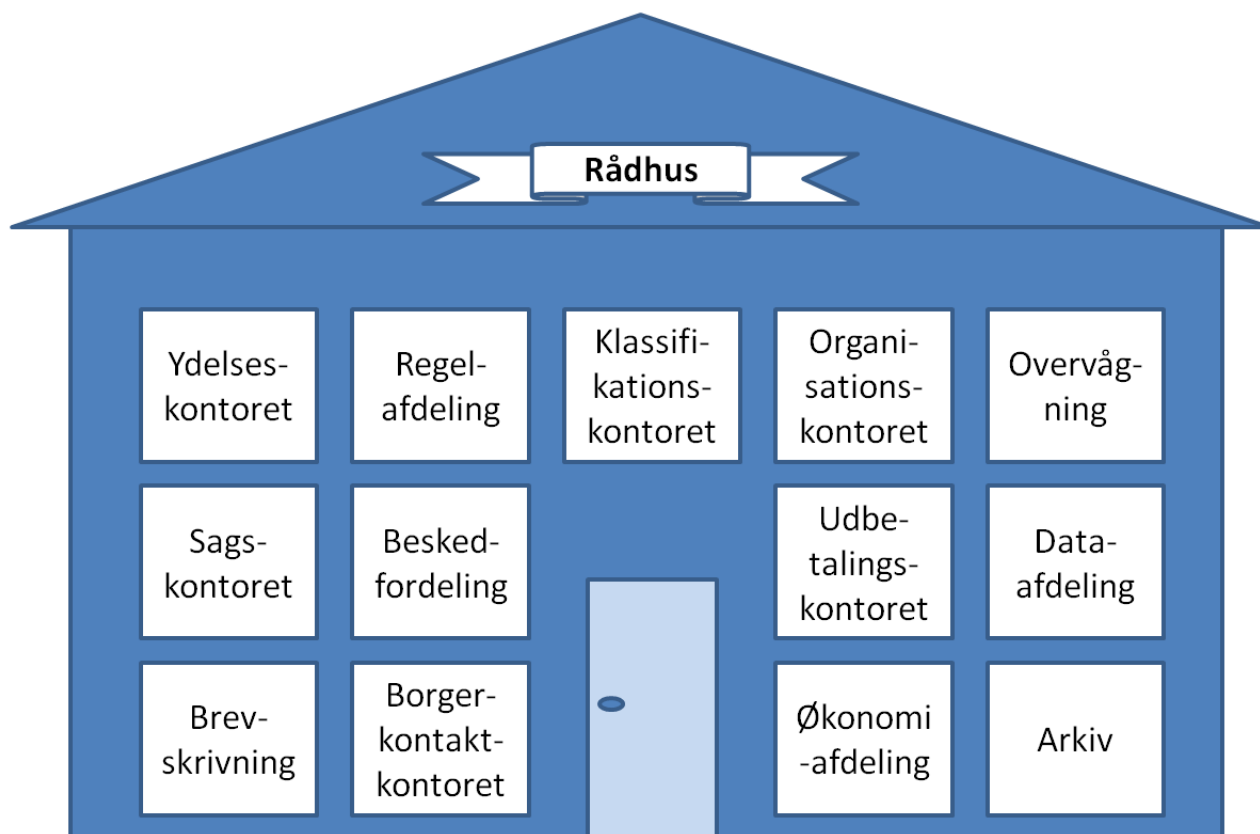 Rådhus
Ydelses-
kontoret
Regel-
afdeling
Klassifi-
kations-
kontoret
Organi-
sations-
kontoret
Overvåg-
ning
Sags-
kontoret
Besked-
fordeling
Udbe-
talings-
kontoret
Data-
afdeling
Brev-
skrivning
Borger-
kontakt-
kontoret
Økonomi
-afdeling
Arkiv